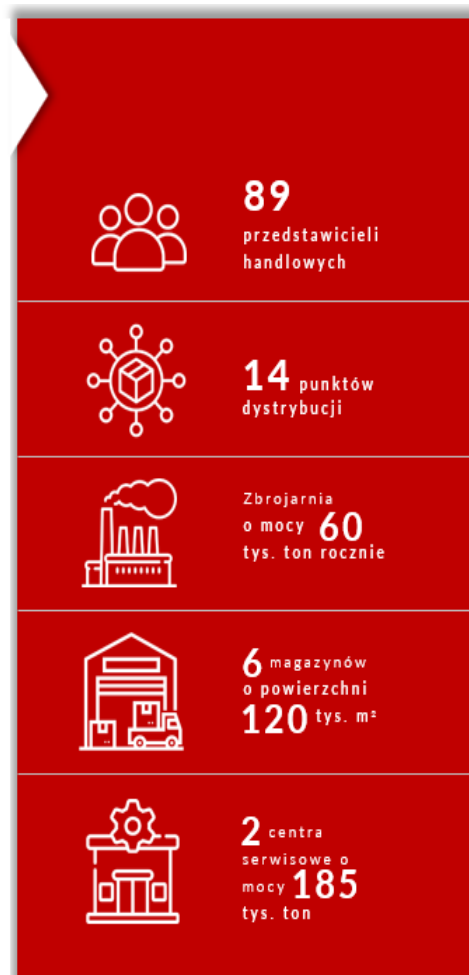 89
przedstawicieli
handlowych
14 punktów
dystrybucji
Zbrojarnia
o mocy 60
tys. ton rocznie
6 magazynów
o powierzchni
120 tys. m²
2 centra
serwisowe o
mocy 185
tys. ton